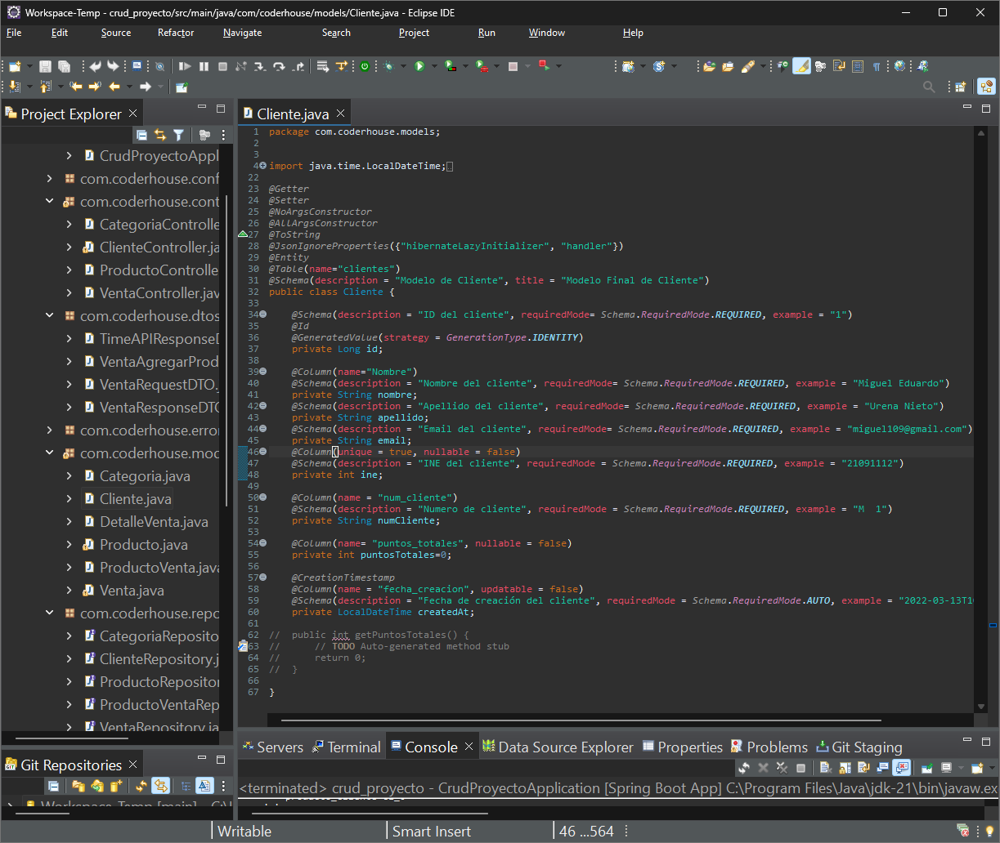 Workspace-Temp - crud_proyecto/src/main/java/com/coderhouse/models/Cliente.java - Eclipse IDE
File Edit Source Refactor Navigate Search Project Run Window Help
Project Explorer
CrudProyectoAppl
com.coderhouse.conf
com.coderhouse.cont
CategoriaControlle
ClienteController.ja
ProductoControlle
VentaController.jav
com.coderhouse.dtos
TimeAPIResponseD
VentaAgregarProd
VentaRequestDTO.j
VentaResponseDTO
com.coderhouse.erro
com.coderhouse.mod
Categoria.java
Cliente.java
DetalleVenta.java
Producto.java
ProductoVenta.java
Venta.java
com.coderhouse.repo
CategoriaReposito
ClienteRepository.j
ProductoRepositor
ProductoVentaRep
VentaRepository.ja
Git Repositories
Workspace-Temp [main] - C:\
Cliente.java
1 package com.coderhouse.models;
2
3
4 import java.time.LocalDateTime;
22
23 @Getter
24 @Setter
25 @NoArgsConstructor
26 @AllArgsConstructor
27 @ToString
28 @JsonIgnoreProperties({"hibernateLazyInitializer", "handler"})
29 @Entity
30 @Table(name="clientes")
31 @Schema(description = "Modelo de Cliente", title = "Modelo Final de Cliente")
32 public class Cliente {
33
34 @Schema(description = "ID del cliente", requiredMode= Schema.RequiredMode.REQUIRED, example = "1")
35 @Id
36 @GeneratedValue(strategy = GenerationType.IDENTITY)
37 private Long id;
38
39 @Column(name="Nombre")
40 @Schema(description = "Nombre del cliente", requiredMode= Schema.RequiredMode.REQUIRED, example = "Miguel Eduardo")
41 private String nombre;
42 @Schema(description = "Apellido del cliente", requiredMode= Schema.RequiredMode.REQUIRED, example = "Urena Nieto")
43 private String apellido;
44 @Schema(description = "Email del cliente", requiredMode= Schema.RequiredMode.REQUIRED, example = "miguel109@gmail.com")
45 private String email;
46 @Column(unique = true, nullable = false)
47 @Schema(description = "INE del cliente", requiredMode = Schema.RequiredMode.REQUIRED, example = "21091112")
48 private int ine;
49
50 @Column(name = "num_cliente")
51 @Schema(description = "Numero de cliente", requiredMode = Schema.RequiredMode.REQUIRED, example = "M  1")
52 private String numCliente;
53
54 @Column(name= "puntos_totales", nullable = false)
55 private int puntosTotales=0;
56
57 @CreationTimestamp
58 @Column(name = "fecha_creacion", updatable = false)
59 @Schema(description = "Fecha de creación del cliente", requiredMode = Schema.RequiredMode.AUTO, example = "2022-03-13T1
60 private LocalDateTime createdAt;
61
62 // public int getPuntosTotales() {
63 // // TODO Auto-generated method stub
64 // return 0;
65 // }
66
67 }
Servers Terminal Console Data Source Explorer Properties Problems Git Staging
<terminated> crud_proyecto - CrudProyectoApplication [Spring Boot App] C:\Program Files\Java\jdk-21\bin\javaw.ex
Writable Smart Insert 46 ...564